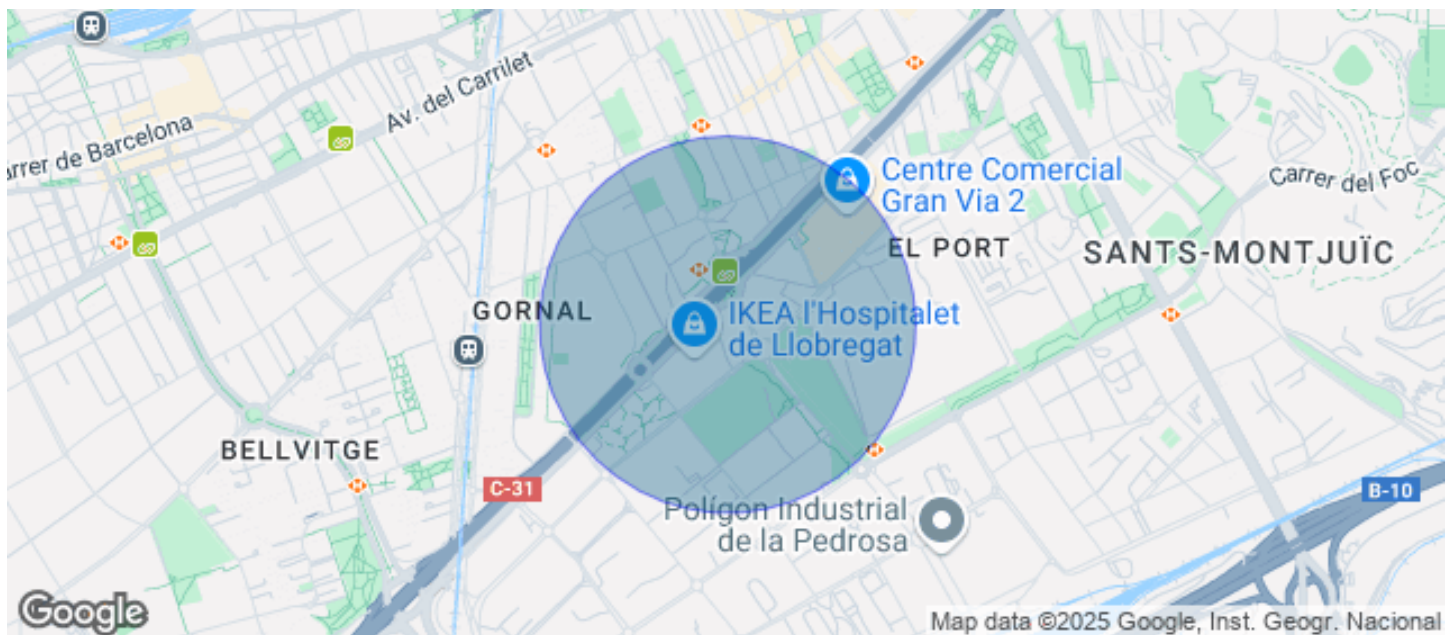 Av. del Carrilet
Carrer de Barcelona
Centre Comercial
Gran Via 2
Carrer del Foc
EL PORT
SANTS-MONTJUÏC
GORNAL
IKEA l'Hospitalet
de Llobregat
BELLVITGE
C-31
B-10
Polígon Industrial
de la Pedrosa
Google
Map data ©2025 Google, Inst. Geogr. Nacional